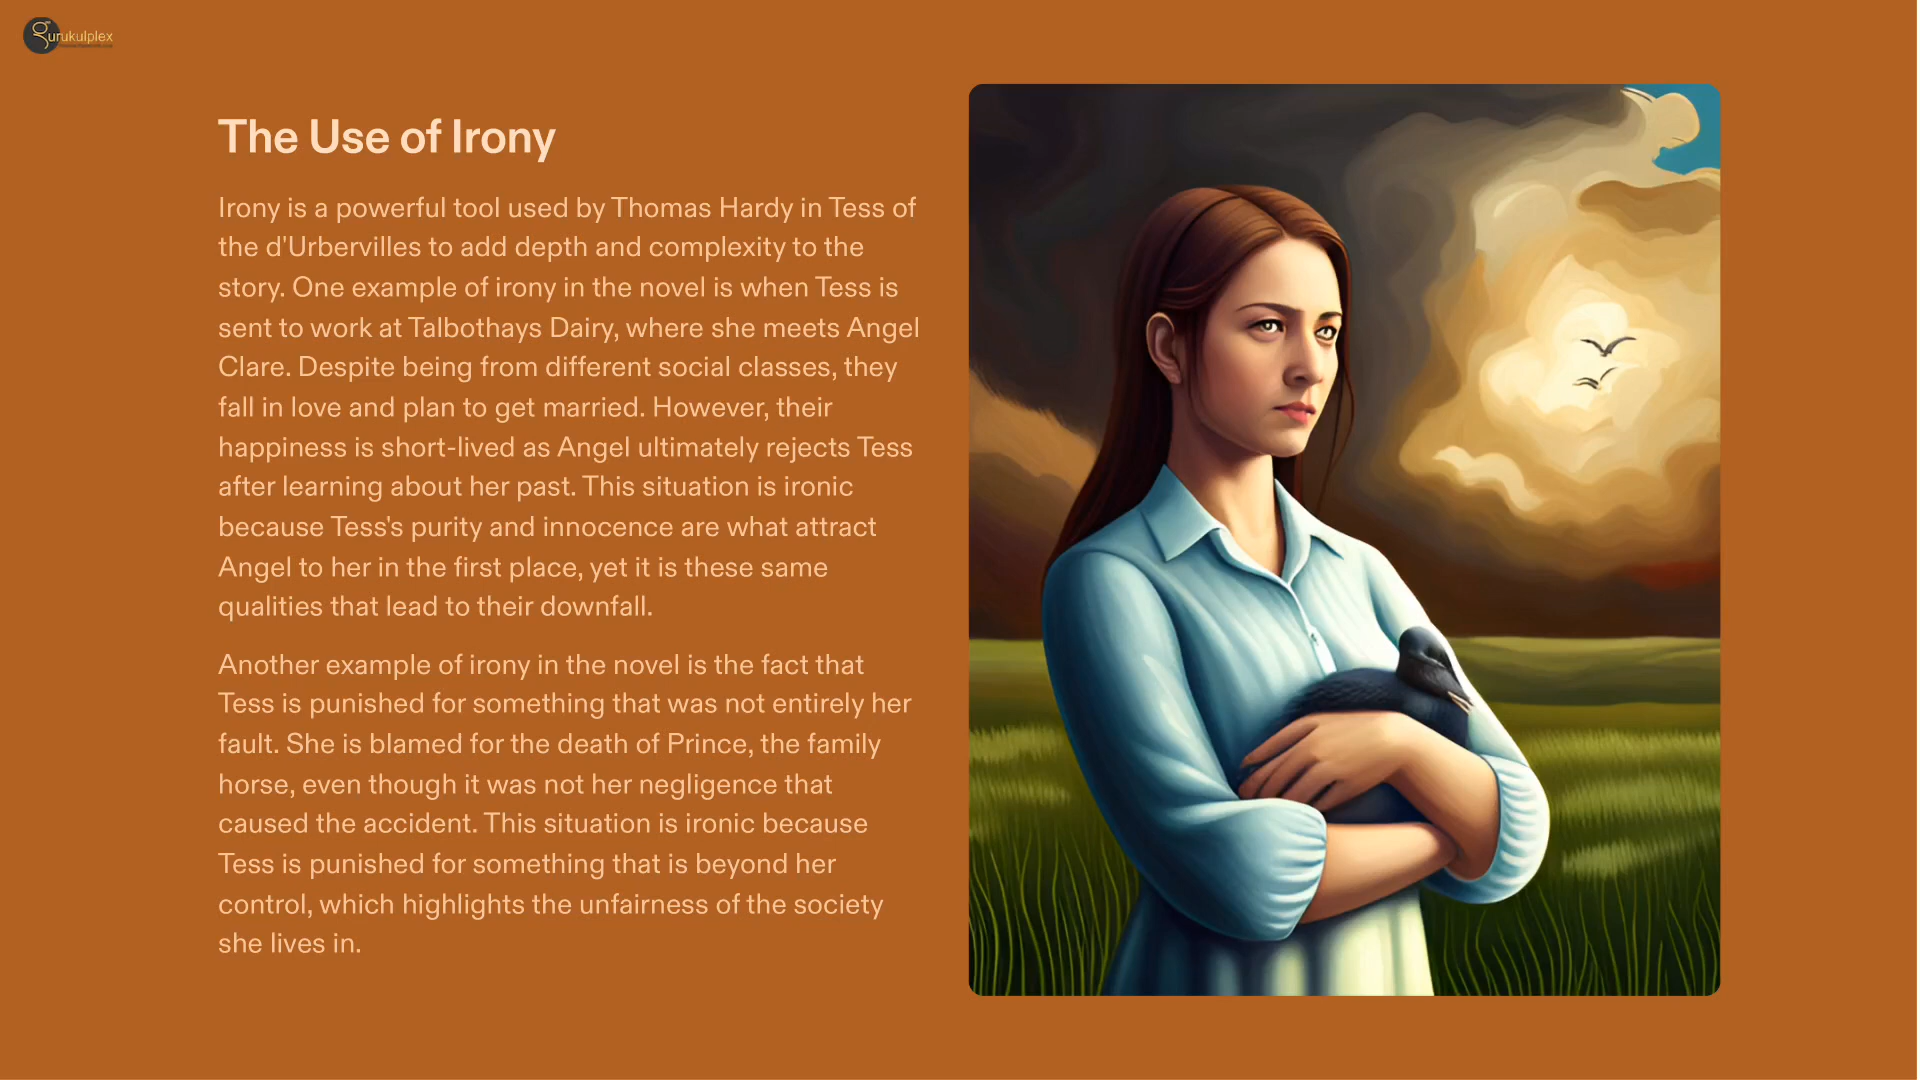 gurukulplex
The Use of Irony
Irony is a powerful tool used by Thomas Hardy in Tess of
the d'Urbervilles to add depth and complexity to the
story. One example of irony in the novel is when Tess is
sent to work at Talbothays Dairy, where she meets Angel
Clare. Despite being from different social classes, they
fall in love and plan to get married. However, their
happiness is short-lived as Angel ultimately rejects Tess
after learning about her past. This situation is ironic
because Tess's purity and innocence are what attract
Angel to her in the first place, yet it is these same
qualities that lead to their downfall.
Another example of irony in the novel is the fact that
Tess is punished for something that was not entirely her
fault. She is blamed for the death of Prince, the family
horse, even though it was not her negligence that
caused the accident. This situation is ironic because
Tess is punished for something that is beyond her
control, which highlights the unfairness of the society
she lives in.